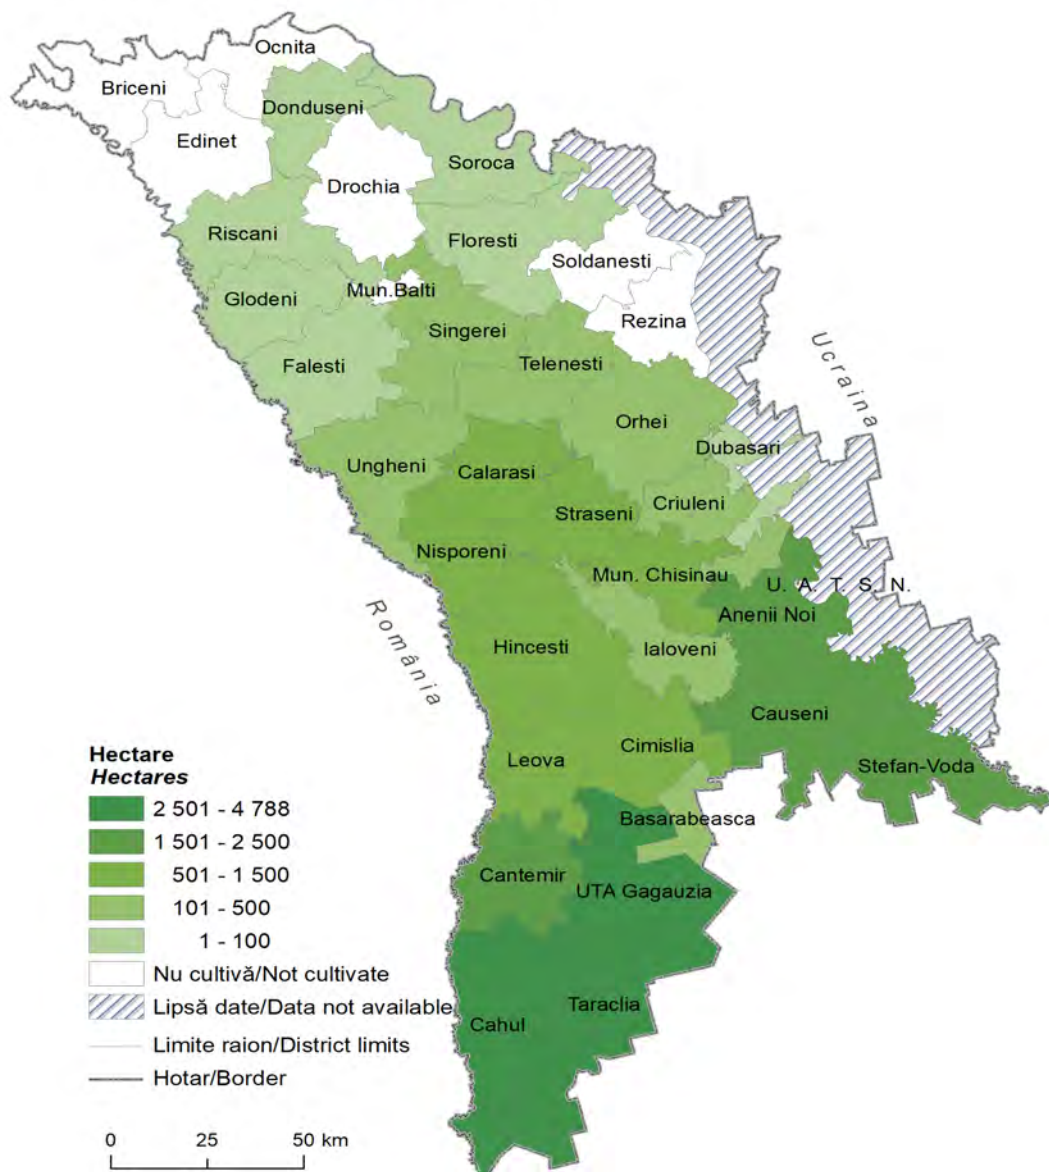 Ocnita
Briceni
Donduseni
Edinet
Soroca
Drochia
Riscani
Floresti
Soldanesti
Glodeni
Mun.Balti
Rezina
Singerei
Falesti
Telenesti
Ucraina
Orhei
Dubasari
Ungheni
Calarasi
Criuleni
Straseni
Nisporeni
Mun. Chisinau
U. A. T. S. N.
Anenii Noi
România
Hincesti
Ialoveni
Causeni
Cimislia
Leova
Stefan-Voda
Basarabeasca
Cantemir
UTA Gagauzia
Taraclia
Cahul
Hectare
Hectares
2 501 - 4 788
1 501 - 2 500
501 - 1 500
101 - 500
1 - 100
Nu cultivă/Not cultivate
Lipsă date/Data not available
Limite raion/District limits
Hotar/Border
0 25 50 km